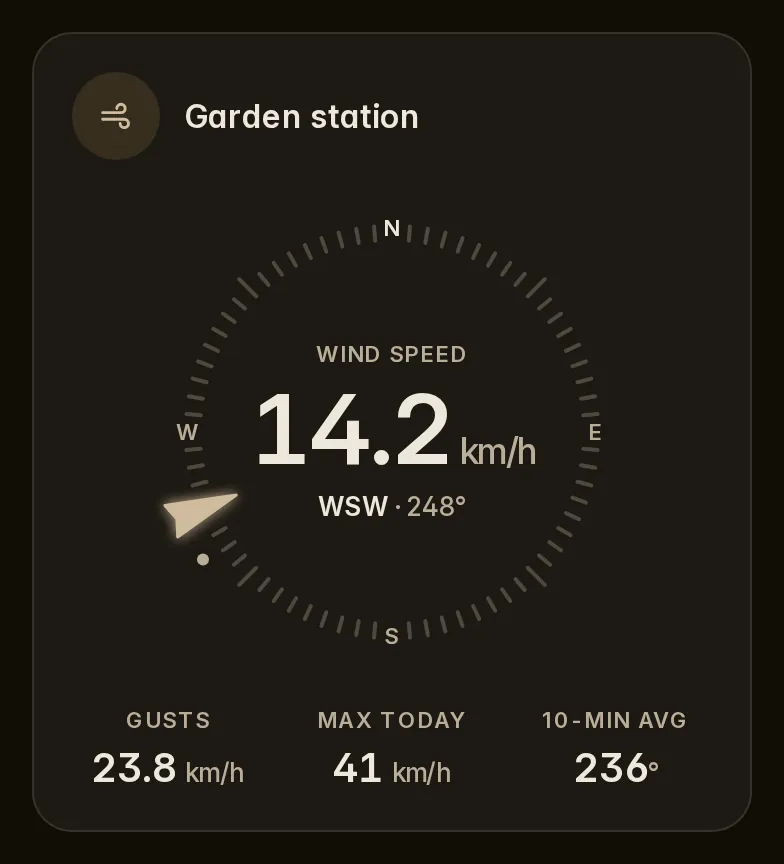 Garden station
N
WIND SPEED
W
14.2 km/h
E
WSW · 248°
S
GUSTS
MAX TODAY
10-MIN AVG
23.8 km/h
41 km/h
236°